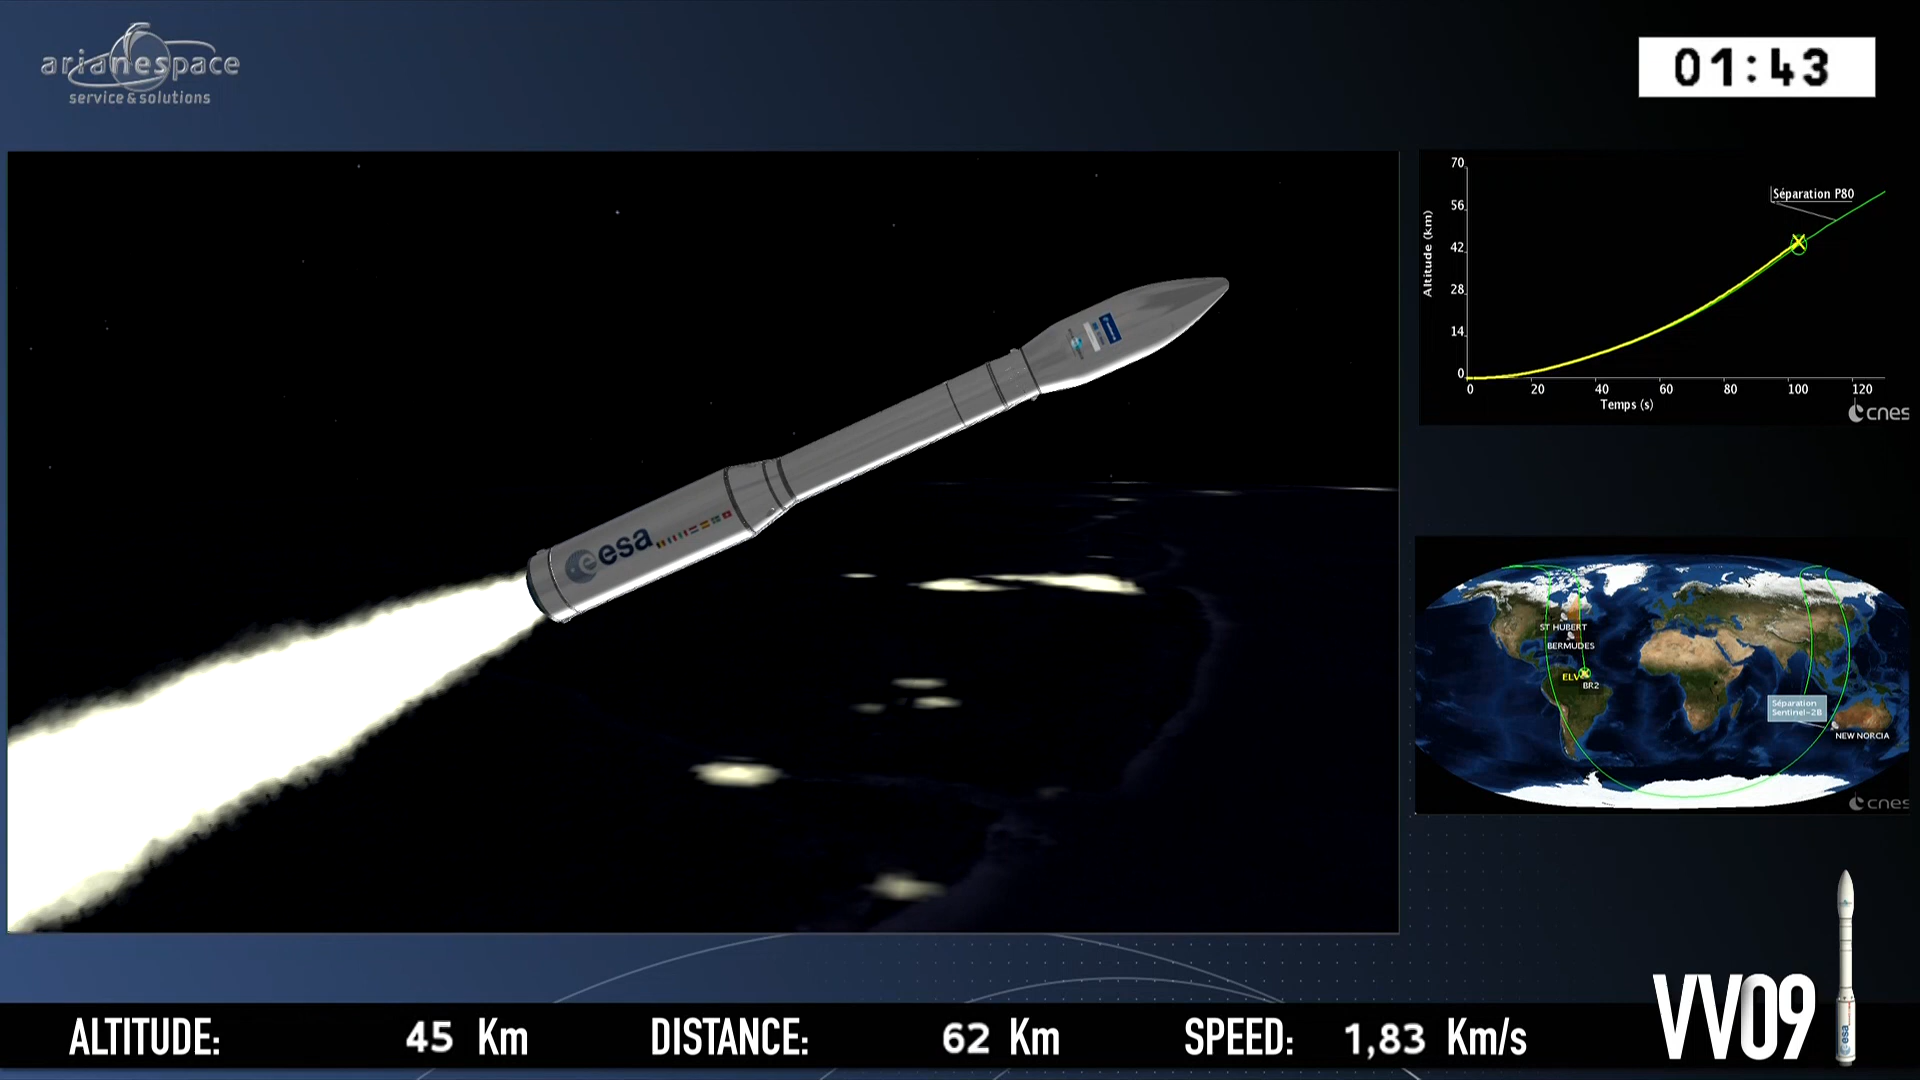 arianespace
service & solutions
01:43
70
56
42
28
14
0
Altitude (km)
Séparation P80
0 20 40 60 80 100 120
Temps (s)
cnes
esa
ST HUBERT
BERMUDES
ELV
BR2
Séparation
Sentinel-2B
NEW NORCIA
cnes
VV09
esa
ALTITUDE: 45 Km DISTANCE: 62 Km SPEED: 1,83 Km/s